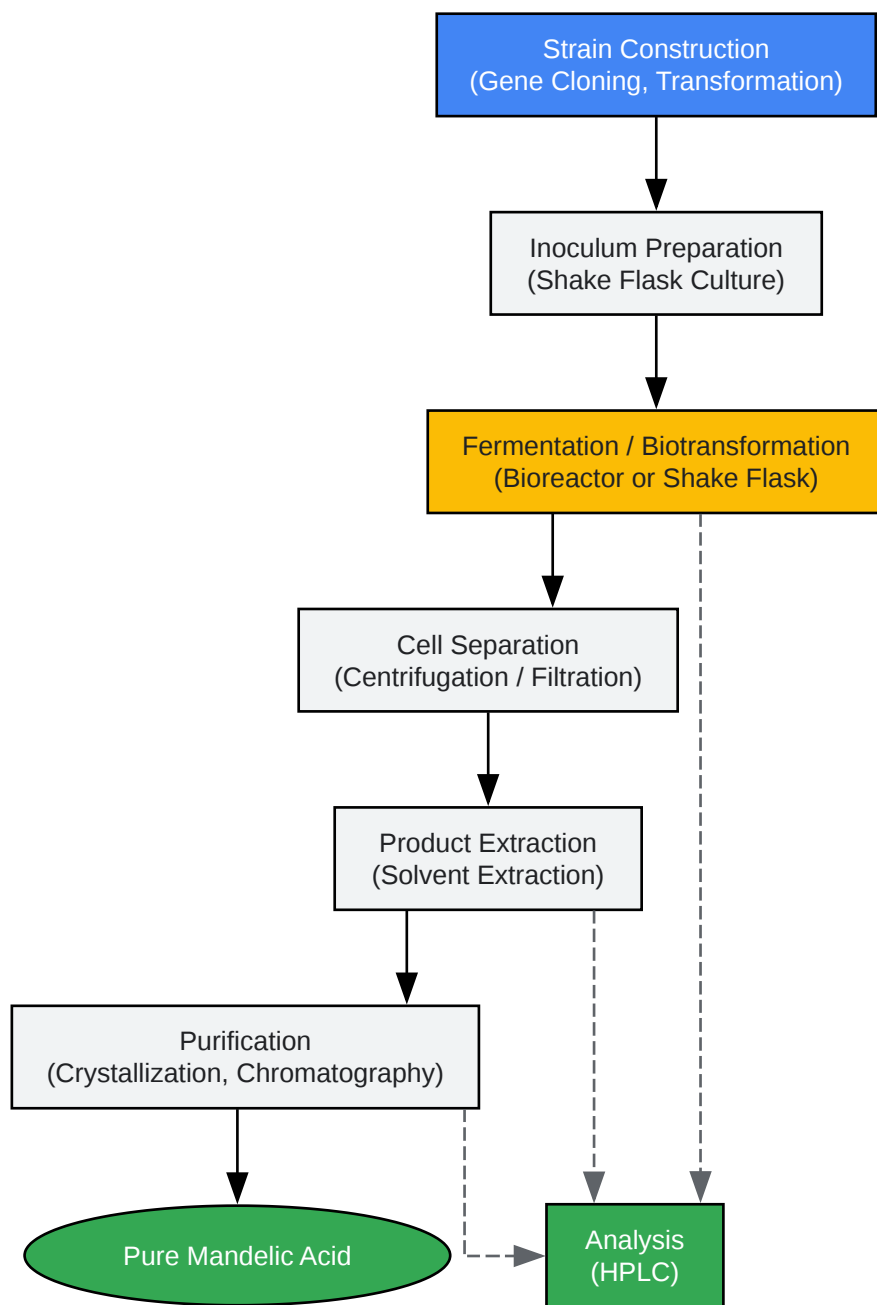 Strain Construction
(Gene Cloning, Transformation)
Inoculum Preparation
(Shake Flask Culture)
Fermentation / Biotransformation
(Bioreactor or Shake Flask)
Cell Separation
(Centrifugation / Filtration)
Product Extraction
(Solvent Extraction)
Purification
(Crystallization, Chromatography)
Pure Mandelic Acid
Analysis
(HPLC)